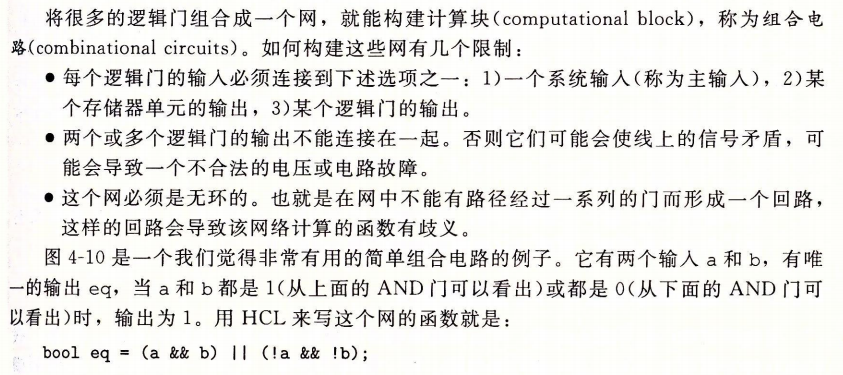 将很多的逻辑门组合成一个网，就能构建计算块(computational block)，称为组合电
路(combinational circuits)。如何构建这些网有几个限制：
● 每个逻辑门的输入必须连接到下述选项之一：1)一个系统输入(称为主输入)，2)某
个存储器单元的输出，3)某个逻辑门的输出。
● 两个或多个逻辑门的输出不能连接在一起。否则它们可能会使线上的信号矛盾，可
能会导致一个不合法的电压或电路故障。
● 这个网必须是无环的。也就是在网中不能有路径经过一系列的门而形成一个回路，
这样的回路会导致该网络计算的函数有歧义。
图 4-10 是一个我们觉得非常有用的简单组合电路的例子。它有两个输入 a 和 b，有唯
一的输出 eq，当 a 和 b 都是 1(从上面的 AND 门可以看出)或都是 0(从下面的 AND 门可
以看出)时，输出为 1。用 HCL 来写这个网的函数就是：
bool eq = (a && b) || (!a && !b);